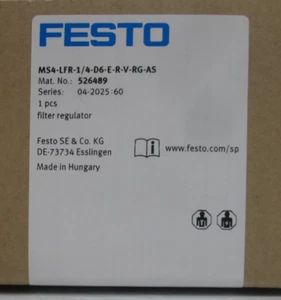 FESTO
MS4-LFR-1/4-D6-E-R-V-RG-AS
Mat. No.: 526489
Series: 04-2025 60
1 pcs
filter regulator
Festo SE & Co. KG
DE-73734 Esslingen
www.festo.com/sp
Made in Hungary